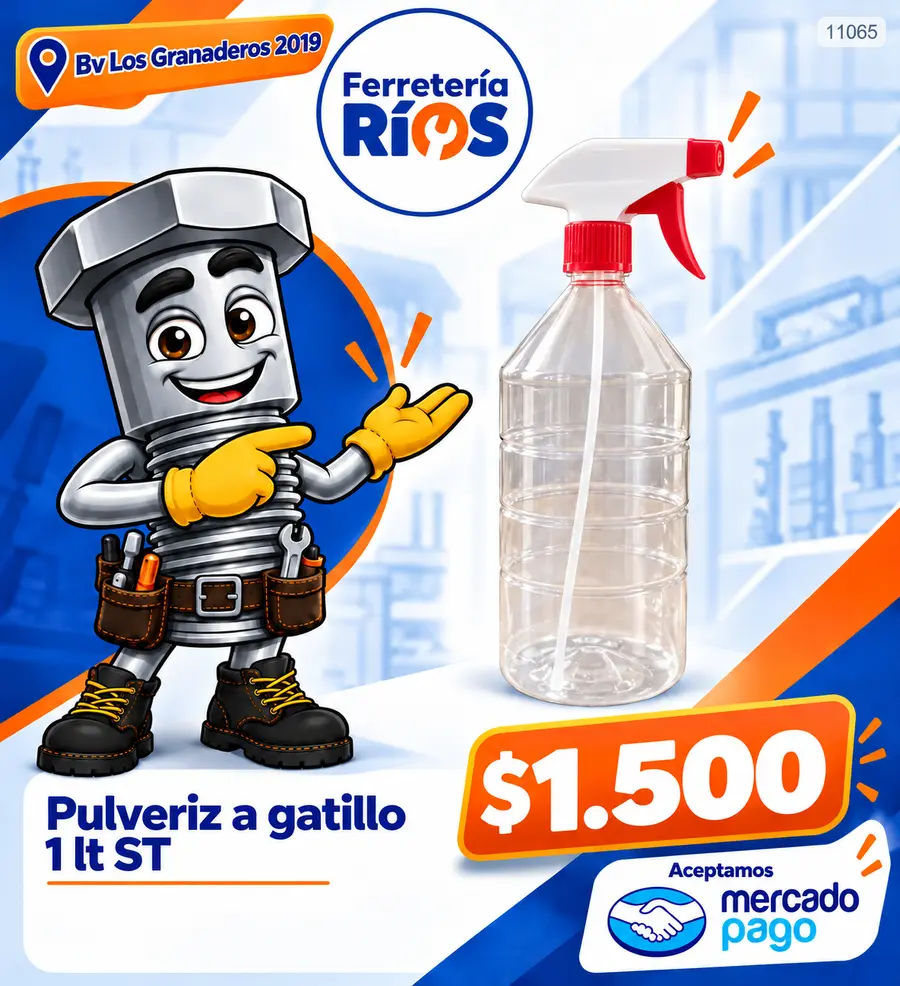 Bv Los Granaderos 2019
Ferretería
Ríos
11065
Pulveriz a gatillo
1 lt ST
$1.500
Aceptamos
mercado
pago